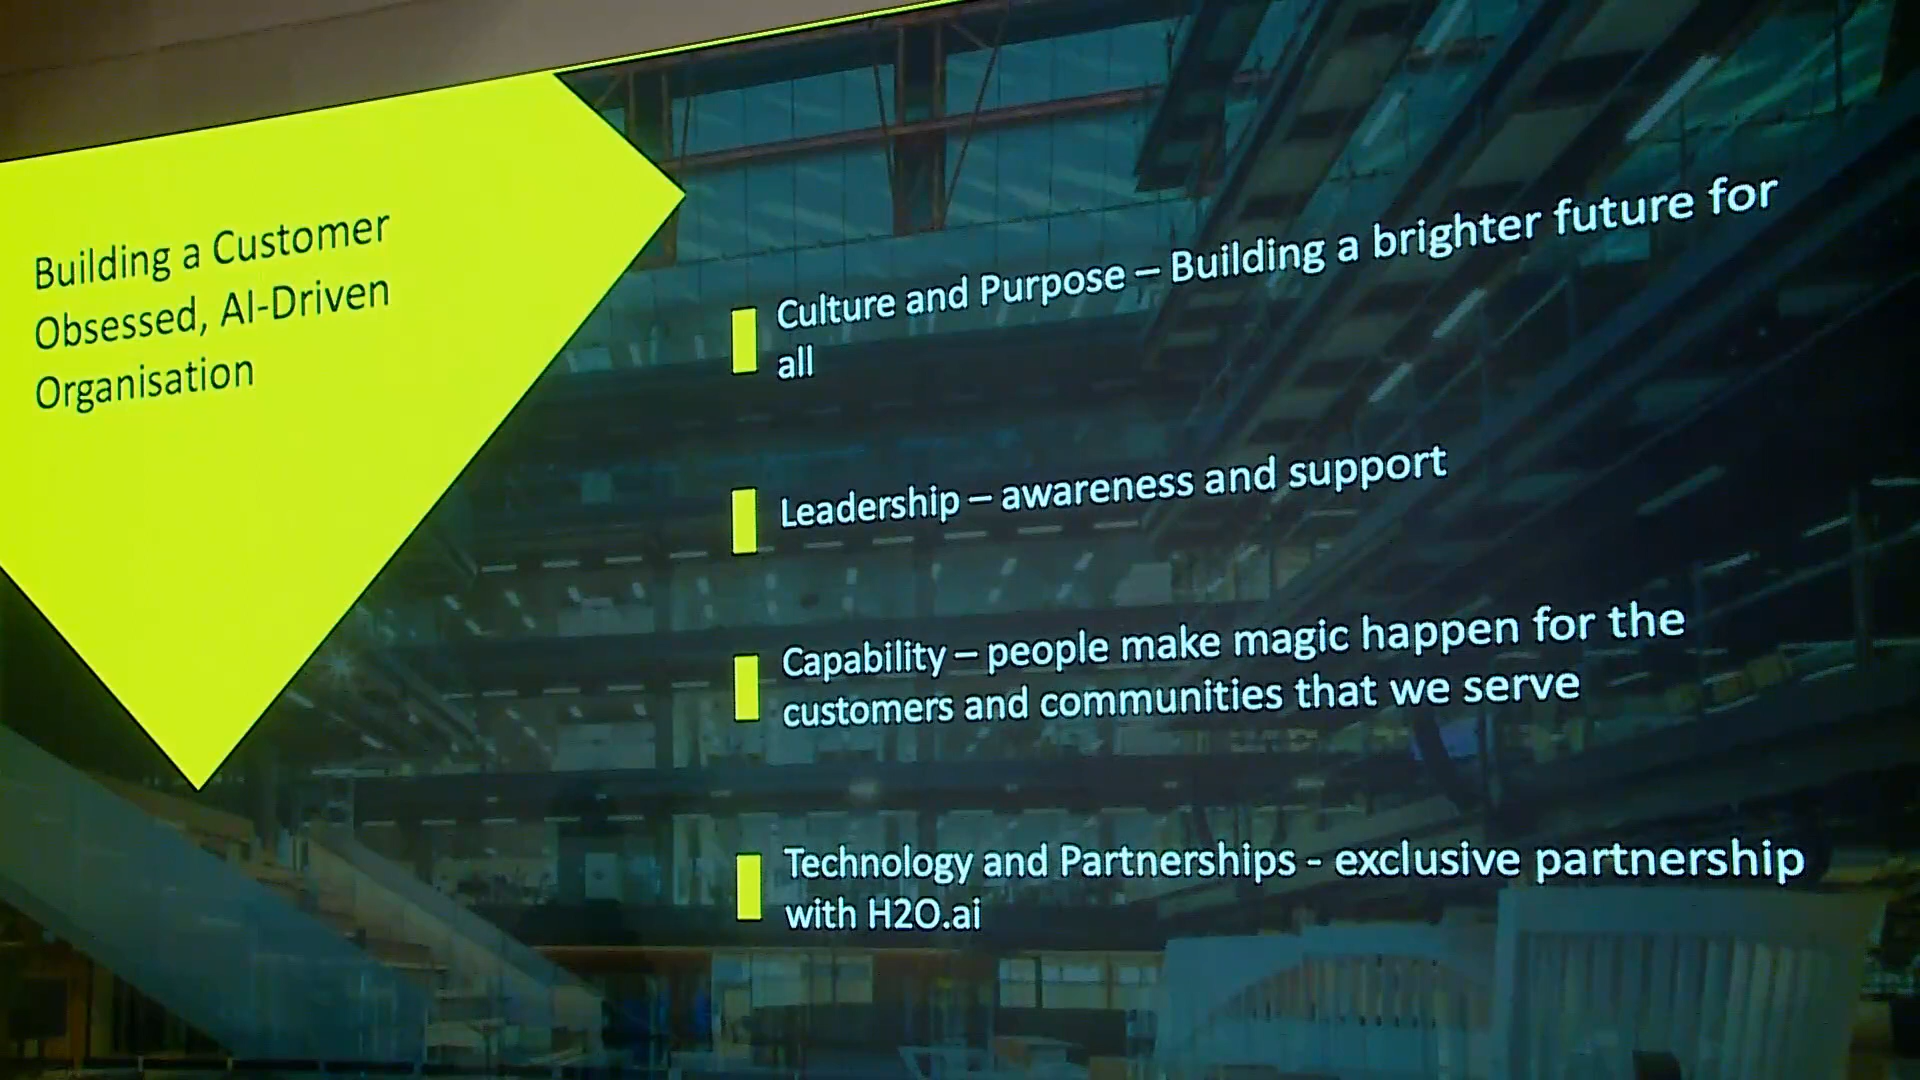 Building a Customer
Obsessed, AI-Driven
Organisation
Culture and Purpose – Building a brighter future for
all
Leadership – awareness and support
Capability – people make magic happen for the
customers and communities that we serve
Technology and Partnerships - exclusive partnership
with H2O.ai